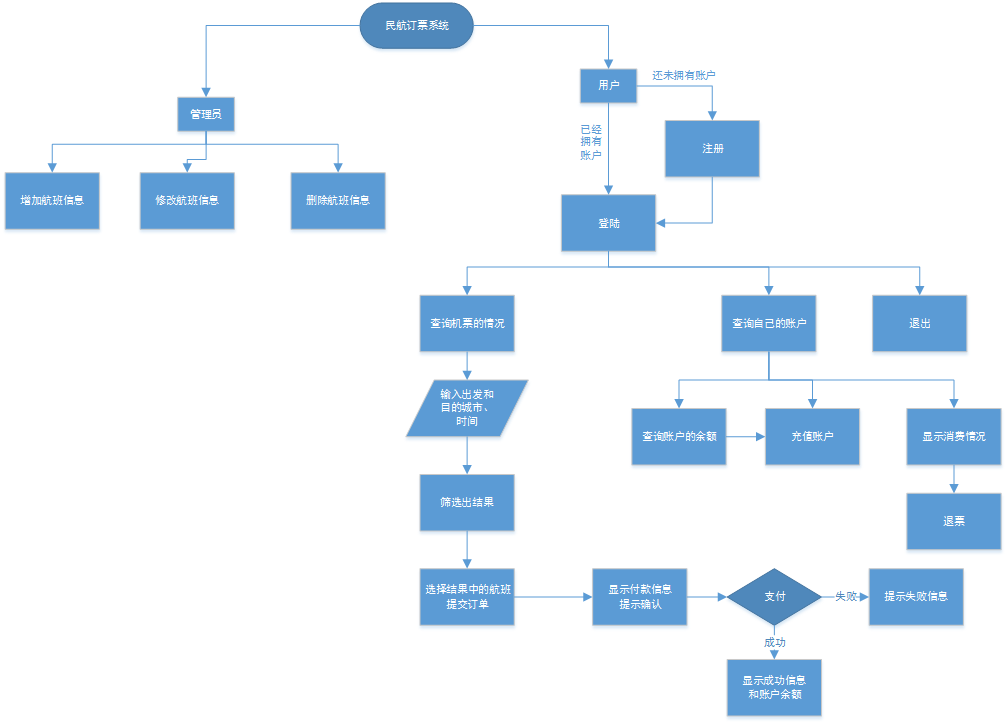 民航订票系统
用户
还未拥有账户
管理员
已经
拥有
账户
注册
增加航班信息
修改航班信息
删除航班信息
登陆
查询机票的情况
查询自己的账户
退出
输入出发和
目的城市、
时间
查询账户的余额
充值账户
显示消费情况
筛选出结果
退票
选择结果中的航班
提交订单
显示付款信息
提示确认
支付
失败
提示失败信息
成功
显示成功信息
和账户余额